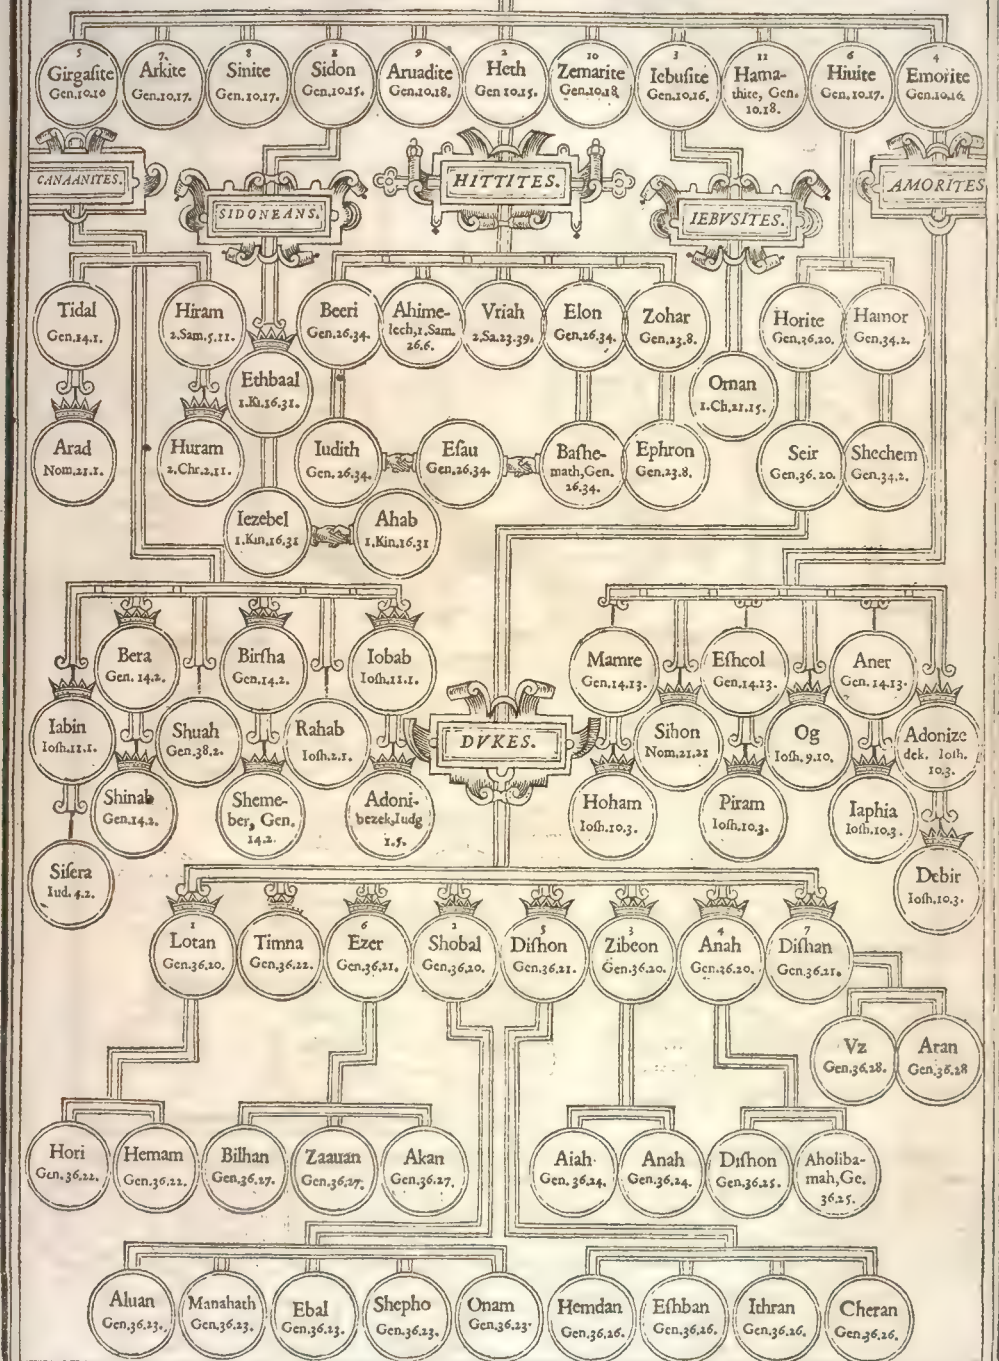 5
Girgaſite
Gen.10.16
7
Arkite
Gen.10.17.
8
Sinite
Gen.10.17.
1
Sidon
Gen.10.15.
9
Aruadite
Gen.10.18.
2
Heth
Gen 10.15.
10
Zemarite
Gen.10.18.
3
Iebuſite
Gen.10.16.
11
Hama-
thite, Gen.
10.18.
6
Hiuite
Gen.10.17.
4
Emorite
Gen.10.16.
CANAANITES.
SIDONEANS.
HITTITES.
IEBVSITES.
AMORITES
Tidal
Gen.14.1.
Hiram
2.Sam.5.11.
Beeri
Gen.26.34.
Ahime-
lech,1.Sam.
26.6.
Vriah
2.Sa.23.39.
Elon
Gen.26.34.
Zohar
Gen.23.8.
Horite
Gen.36.20.
Hamor
Gen.34.2.
Ethbaal
1.Ki.16.31.
Ornan
1.Ch.21.15.
Arad
Nom.21.1.
Huram
2.Chr.2.11.
Iudith
Gen.26.34.
Eſau
Gen.26.34.
Baſhe-
math,Gen.
26.34.
Ephron
Gen.23.8.
Seir
Gen.36.20.
Shechem
Gen.34.2.
Iezebel
1.Kin.16.31
Ahab
1.Kin.16.31
Bera
Gen.14.2.
Birſha
Gen.14.2.
Iobab
Ioſh.11.1.
Mamre
Gen.14.13.
Eſhcol
Gen.14.13.
Aner
Gen.14.13.
Iabin
Ioſh.11.1.
Shuah
Gen.38.2.
Rahab
Ioſh.2.1.
DVKES.
Sihon
Nom.21.21
Og
Ioſh.9.10.
Adonize
dek. Ioſh.
10.3.
Shinab
Gen.14.2.
Sheme-
ber, Gen.
14.2.
Adoni-
bezek,Iudg
1.5.
Hoham
Ioſh.10.3.
Piram
Ioſh.10.3.
Iaphia
Ioſh.10.3.
Siſera
Iud.4.2.
Debir
Ioſh.10.3.
1
Lotan
Gen.36.20.
Timna
Gen.36.22.
6
Ezer
Gen.36.21.
2
Shobal
Gen.36.20.
5
Diſhon
Gen.36.21.
3
Zibeon
Gen.36.20.
4
Anah
Gen.36.20.
7
Diſhan
Gen.36.21.
Vz
Gen.36.28.
Aran
Gen.36.28
Hori
Gen.36.22.
Hemam
Gen.36.22.
Bilhan
Gen.36.27.
Zaauan
Gen.36.27.
Akan
Gen.36.27.
Aiah
Gen.36.24.
Anah
Gen.36.24.
Diſhon
Gen.36.25.
Aholiba-
mah,Ge.
36.25.
Aluan
Gen.36.23.
Manahath
Gen.36.23.
Ebal
Gen.36.23.
Shepho
Gen.36.23.
Onam
Gen.36.23.
Hemdan
Gen.36.26.
Eſhban
Gen.36.26.
Ithran
Gen.36.26.
Cheran
Gen.36.26.